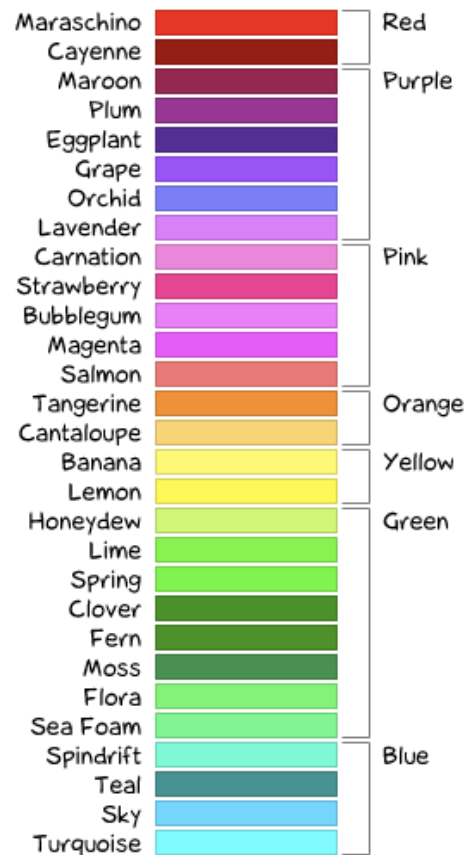 Maraschino Red
Cayenne
Maroon Purple
Plum
Eggplant
Grape
Orchid
Lavender
Carnation Pink
Strawberry
Bubblegum
Magenta
Salmon
Tangerine Orange
Cantaloupe
Banana Yellow
Lemon
Honeydew Green
Lime
Spring
Clover
Fern
Moss
Flora
Sea Foam
Spindrift Blue
Teal
Sky
Turquoise